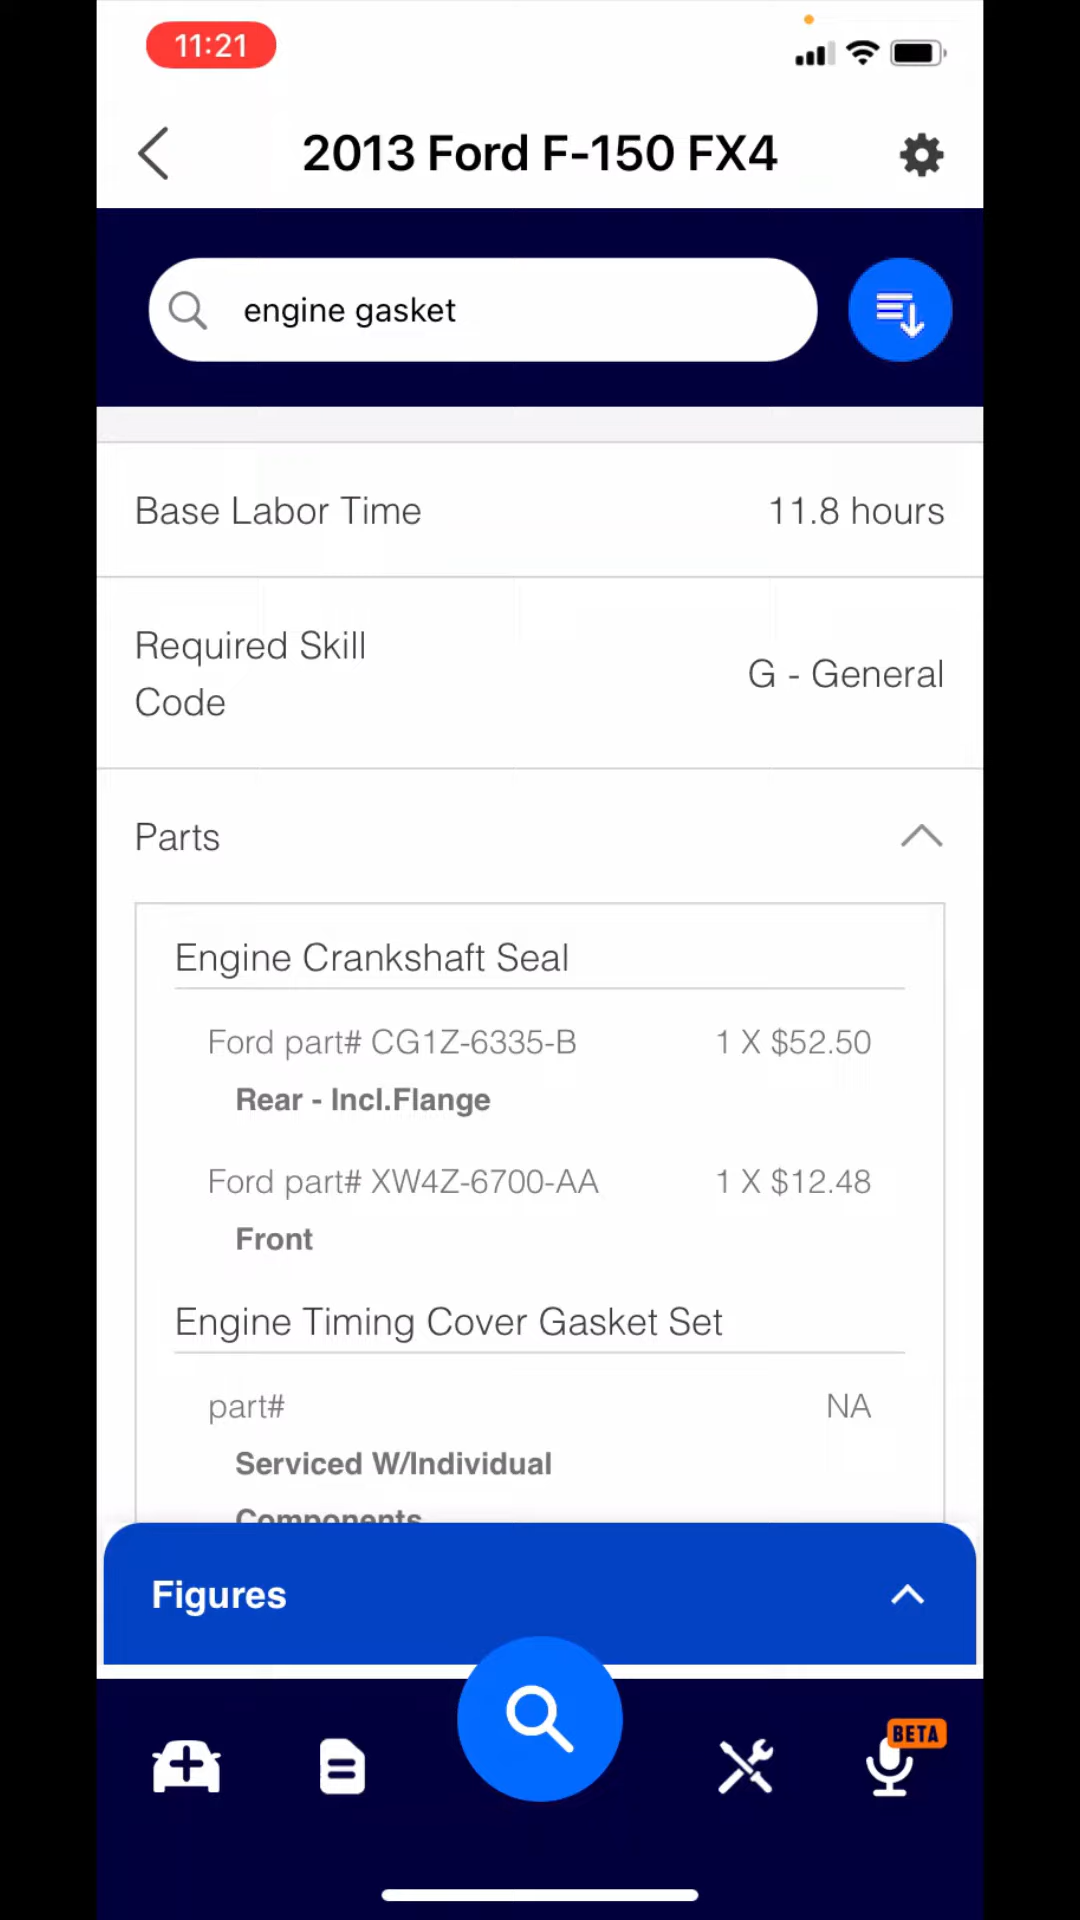 11:21
2013 Ford F-150 FX4
engine gasket
Base Labor Time 11.8 hours
Required Skill
Code
G - General
Parts
Engine Crankshaft Seal
Ford part# CG1Z-6335-B 1 X $52.50
Rear - Incl.Flange
Ford part# XW4Z-6700-AA 1 X $12.48
Front
Engine Timing Cover Gasket Set
part# NA
Serviced W/Individual
Components
Figures
BETA